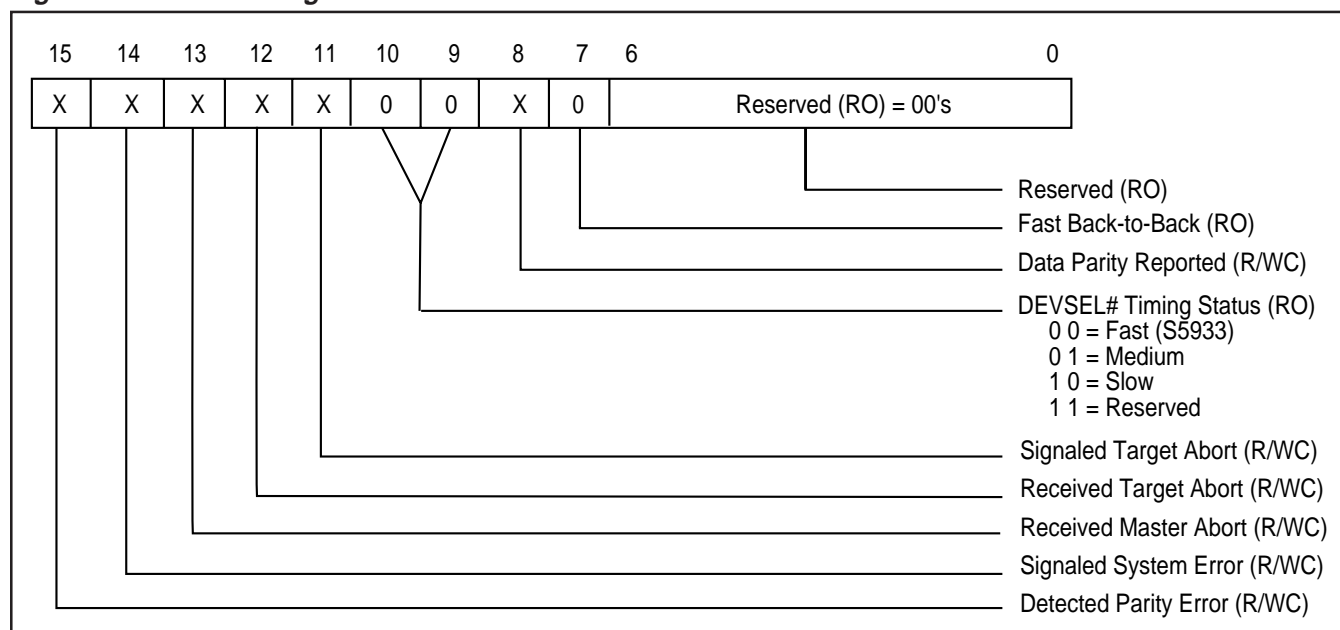 15 14 13 12 11 10 9 8 7 6 0
X X X X X 0 0 X 0 Reserved (RO) = 00's
Reserved (RO)
Fast Back-to-Back (RO)
Data Parity Reported (R/WC)
DEVSEL# Timing Status (RO)
0 0 = Fast (S5933)
0 1 = Medium
1 0 = Slow
1 1 = Reserved
Signaled Target Abort (R/WC)
Received Target Abort (R/WC)
Received Master Abort (R/WC)
Signaled System Error (R/WC)
Detected Parity Error (R/WC)